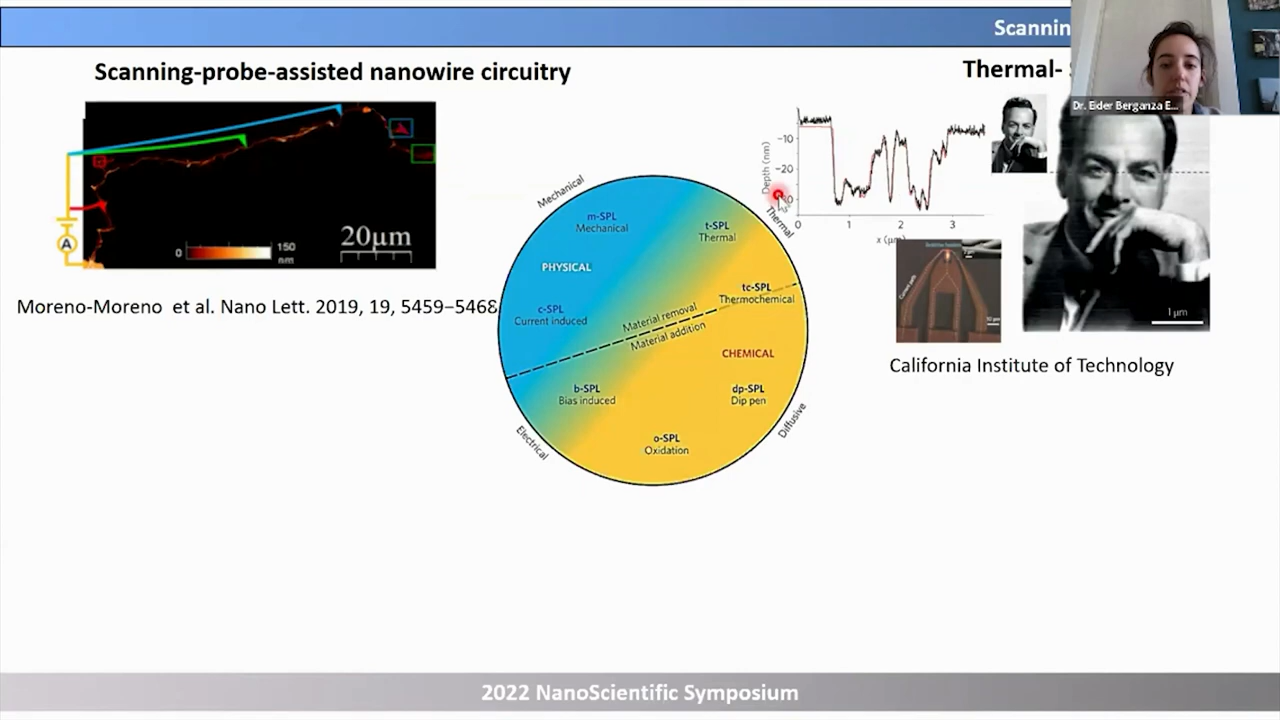 Scannin
Dr. Eider Berganza E...
Scanning-probe-assisted nanowire circuitry
Thermal-
A
0
150
nm
20µm
Moreno-Moreno et al. Nano Lett. 2019, 19, 5459−5468
Mechanical
Thermal
Electrical
Diffusive
m-SPL
Mechanical
t-SPL
Thermal
PHYSICAL
tc-SPL
Thermochemical
c-SPL
Current induced
Material removal
Material addition
CHEMICAL
b-SPL
Bias induced
dp-SPL
Dip pen
o-SPL
Oxidation
Depth (nm)
−10
−20
0
1
2
3
1 µm
California Institute of Technology
2022 NanoScientific Symposium